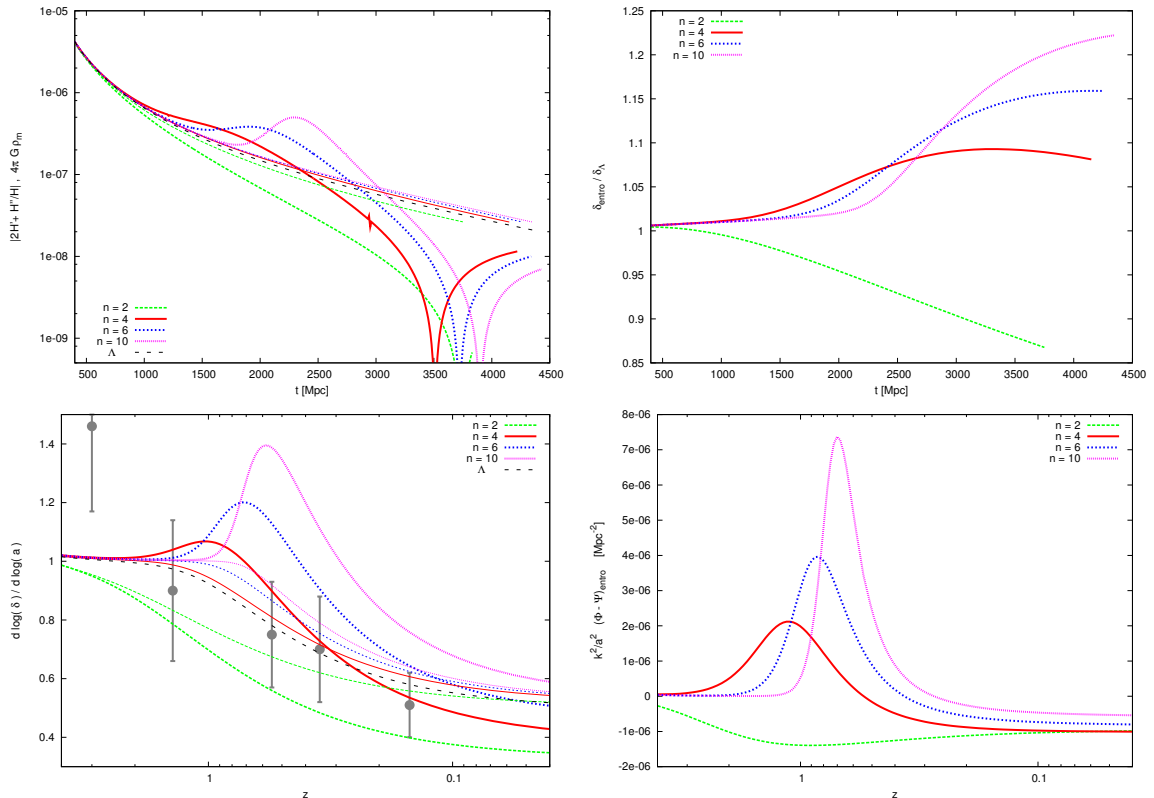 1e-05
1e-06
1e-07
1e-08
1e-09
|2Ḣ + Ḧ/H| , 4π G ρm
n = 2
n = 4
n = 6
n = 10
Λ
500 1000 1500 2000 2500 3000 3500 4000 4500
t [Mpc]
1.25
1.2
1.15
1.1
1.05
1
0.95
0.9
0.85
δentro / δΛ
n = 2
n = 4
n = 6
n = 10
500 1000 1500 2000 2500 3000 3500 4000 4500
t [Mpc]
1.4
1.2
1
0.8
0.6
0.4
d log( δ ) / d log( a )
n = 2
n = 4
n = 6
n = 10
Λ
1 0.1
z
8e-06
7e-06
6e-06
5e-06
4e-06
3e-06
2e-06
1e-06
0
-1e-06
-2e-06
k²/a² (Φ - Ψ)entro [Mpc⁻²]
n = 2
n = 4
n = 6
n = 10
1 0.1
z